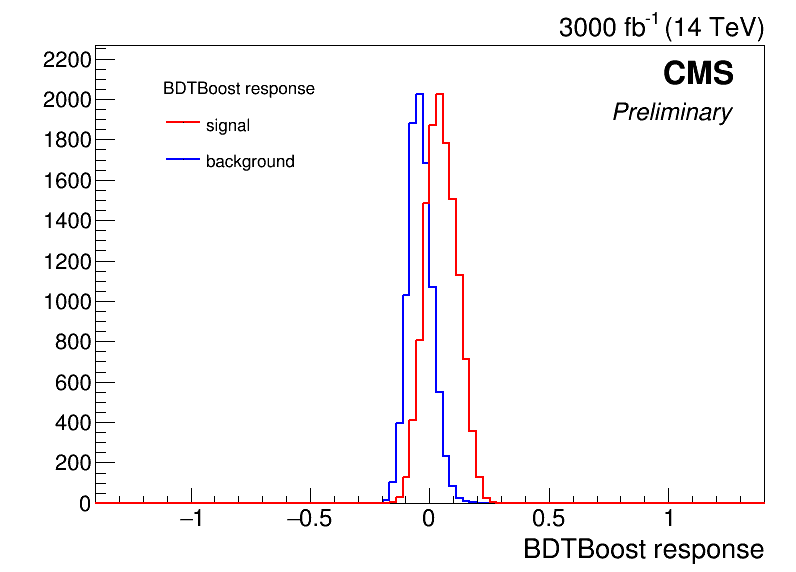 3000 fb-1 (14 TeV)
CMS
Preliminary
BDTBoost response
signal
background
2200
2000
1800
1600
1400
1200
1000
800
600
400
200
0
−1 −0.5 0 0.5 1
BDTBoost response